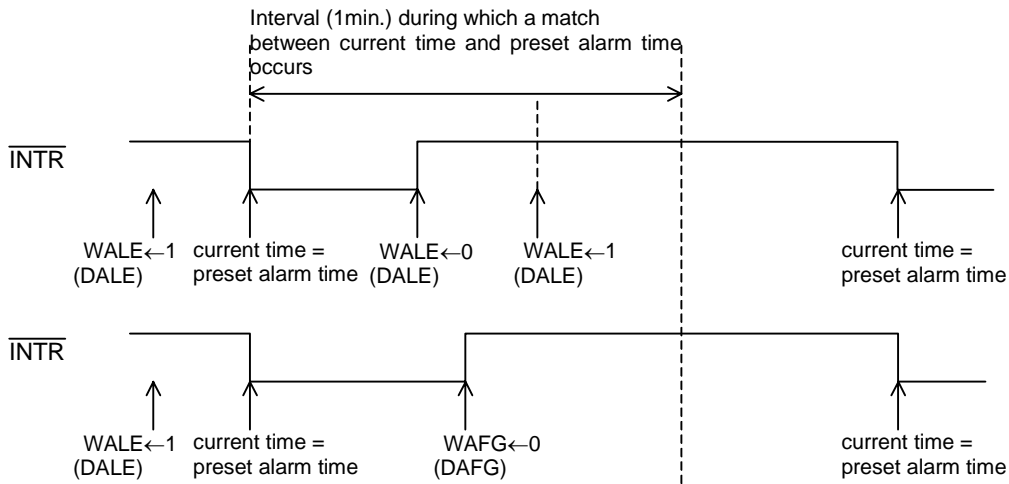 Interval (1min.) during which a match
between current time and preset alarm time
occurs
INTR
WALE←1 current time = WALE←0 WALE←1 current time =
(DALE) preset alarm time (DALE) (DALE) preset alarm time
INTR
WALE←1 current time = WAFG←0 current time =
(DALE) preset alarm time (DAFG) preset alarm time